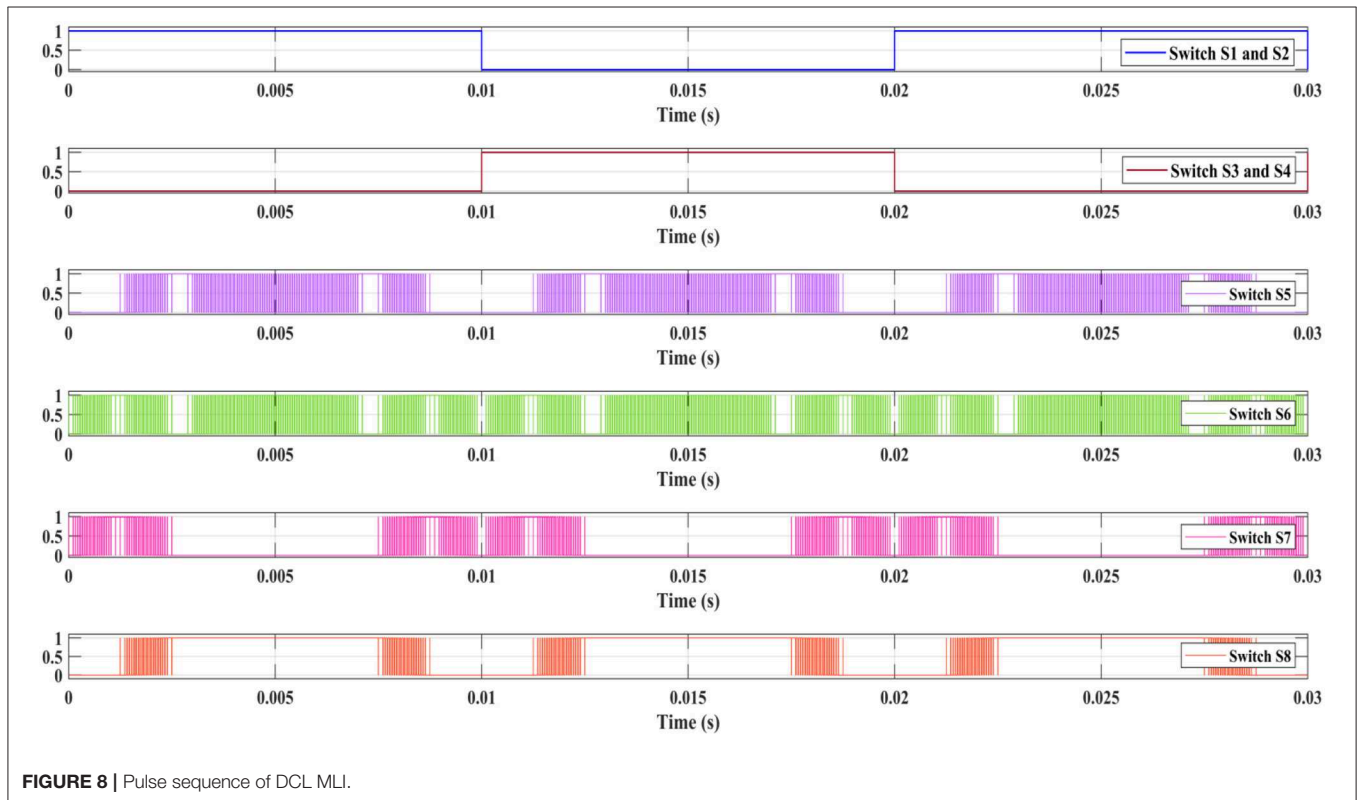 1
0.5
0
Switch S1 and S2
0 0.005 0.01 0.015 0.02 0.025 0.03
Time (s)
1
0.5
0
Switch S3 and S4
0 0.005 0.01 0.015 0.02 0.025 0.03
Time (s)
1
0.5
0
Switch S5
0 0.005 0.01 0.015 0.02 0.025 0.03
Time (s)
1
0.5
0
Switch S6
0 0.005 0.01 0.015 0.02 0.025 0.03
Time (s)
1
0.5
0
Switch S7
0 0.005 0.01 0.015 0.02 0.025 0.03
Time (s)
1
0.5
0
Switch S8
0 0.005 0.01 0.015 0.02 0.025 0.03
Time (s)
FIGURE 8 | Pulse sequence of DCL MLI.